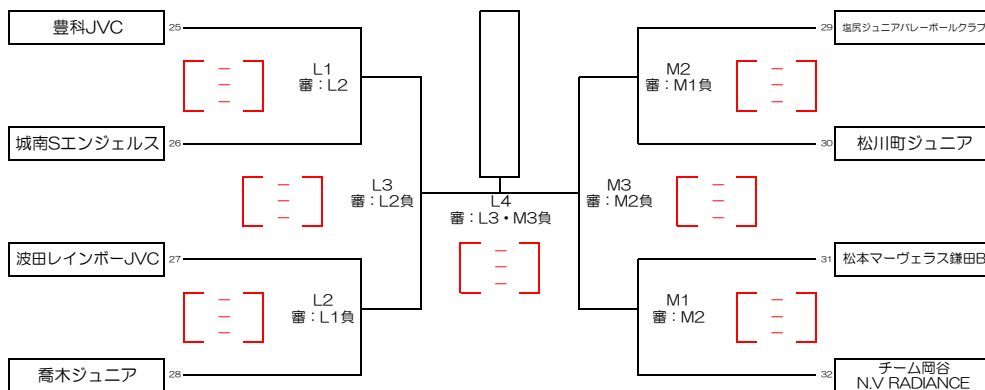 豊科JVC
25
L1
審：L2
城南Sエンジェルス
26
L3
審：L2負
波田レインボーJVC
27
L2
審：L1負
喬木ジュニア
28
L4
審：L3・M3負
29
塩尻ジュニアバレーボールクラブ
M2
審：M1負
30
松川町ジュニア
M3
審：M2負
31
松本マーヴェラス鎌田B
M1
審：M2
32
チーム岡谷
N.V RADIANCE